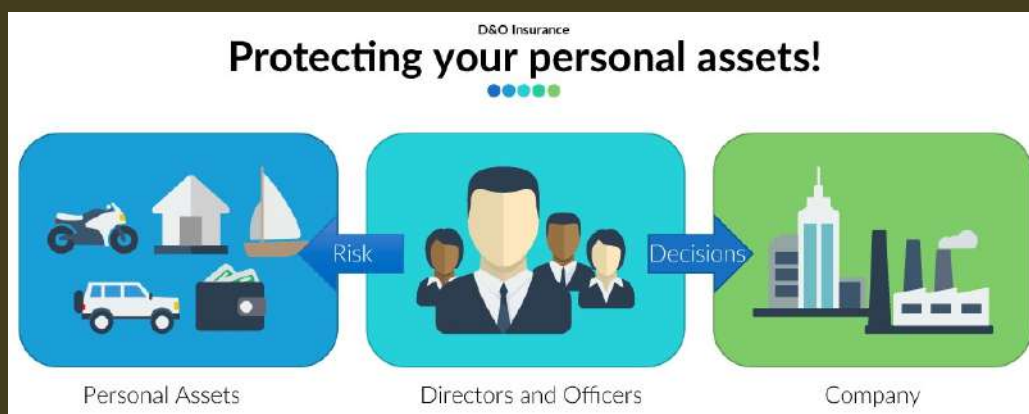 D&O Insurance
Protecting your personal assets!
Risk
Decisions
Personal Assets
Directors and Officers
Company